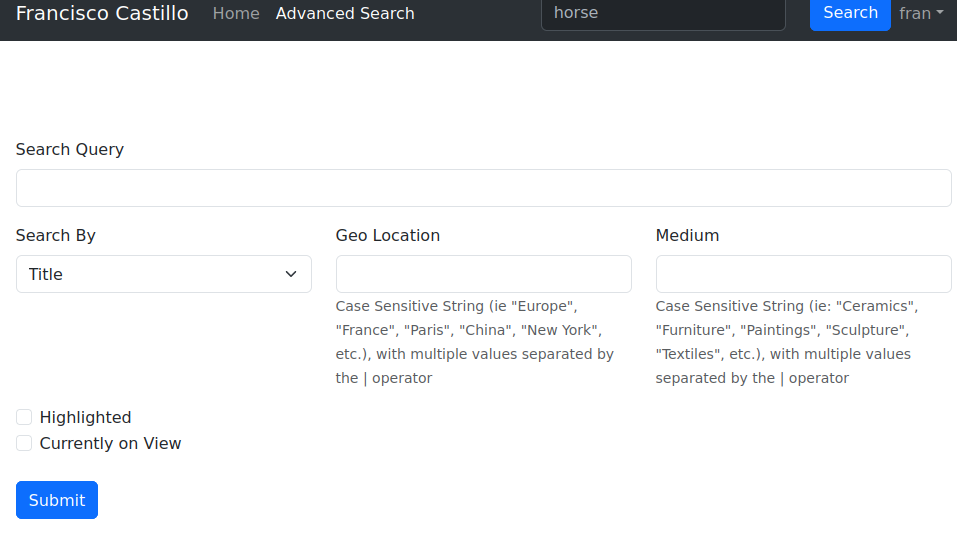 Francisco Castillo Home Advanced Search horse Search fran
Search Query
Search By Geo Location Medium
Title
Case Sensitive String (ie "Europe",
"France", "Paris", "China", "New York",
etc.), with multiple values separated by
the | operator
Case Sensitive String (ie: "Ceramics",
"Furniture", "Paintings", "Sculpture",
"Textiles", etc.), with multiple values
separated by the | operator
Highlighted
Currently on View
Submit